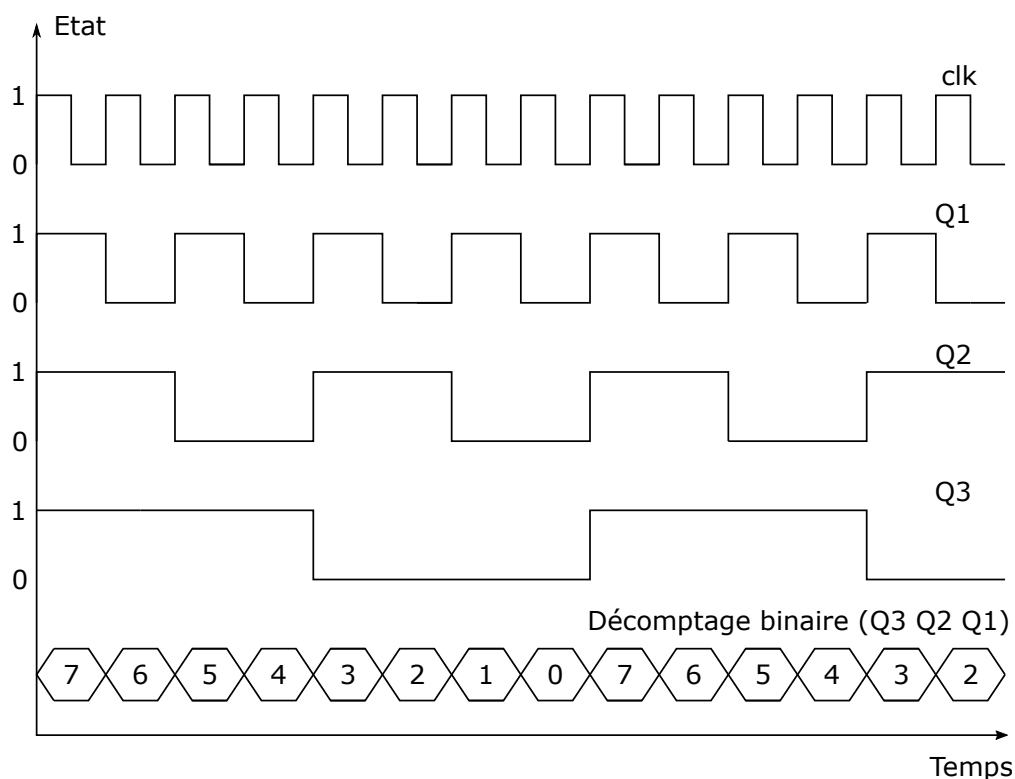 Etat
clk
1
0
Q1
1
0
Q2
1
0
Q3
1
0
Décomptage binaire (Q3 Q2 Q1)
7 6 5 4 3 2 1 0 7 6 5 4 3 2
Temps